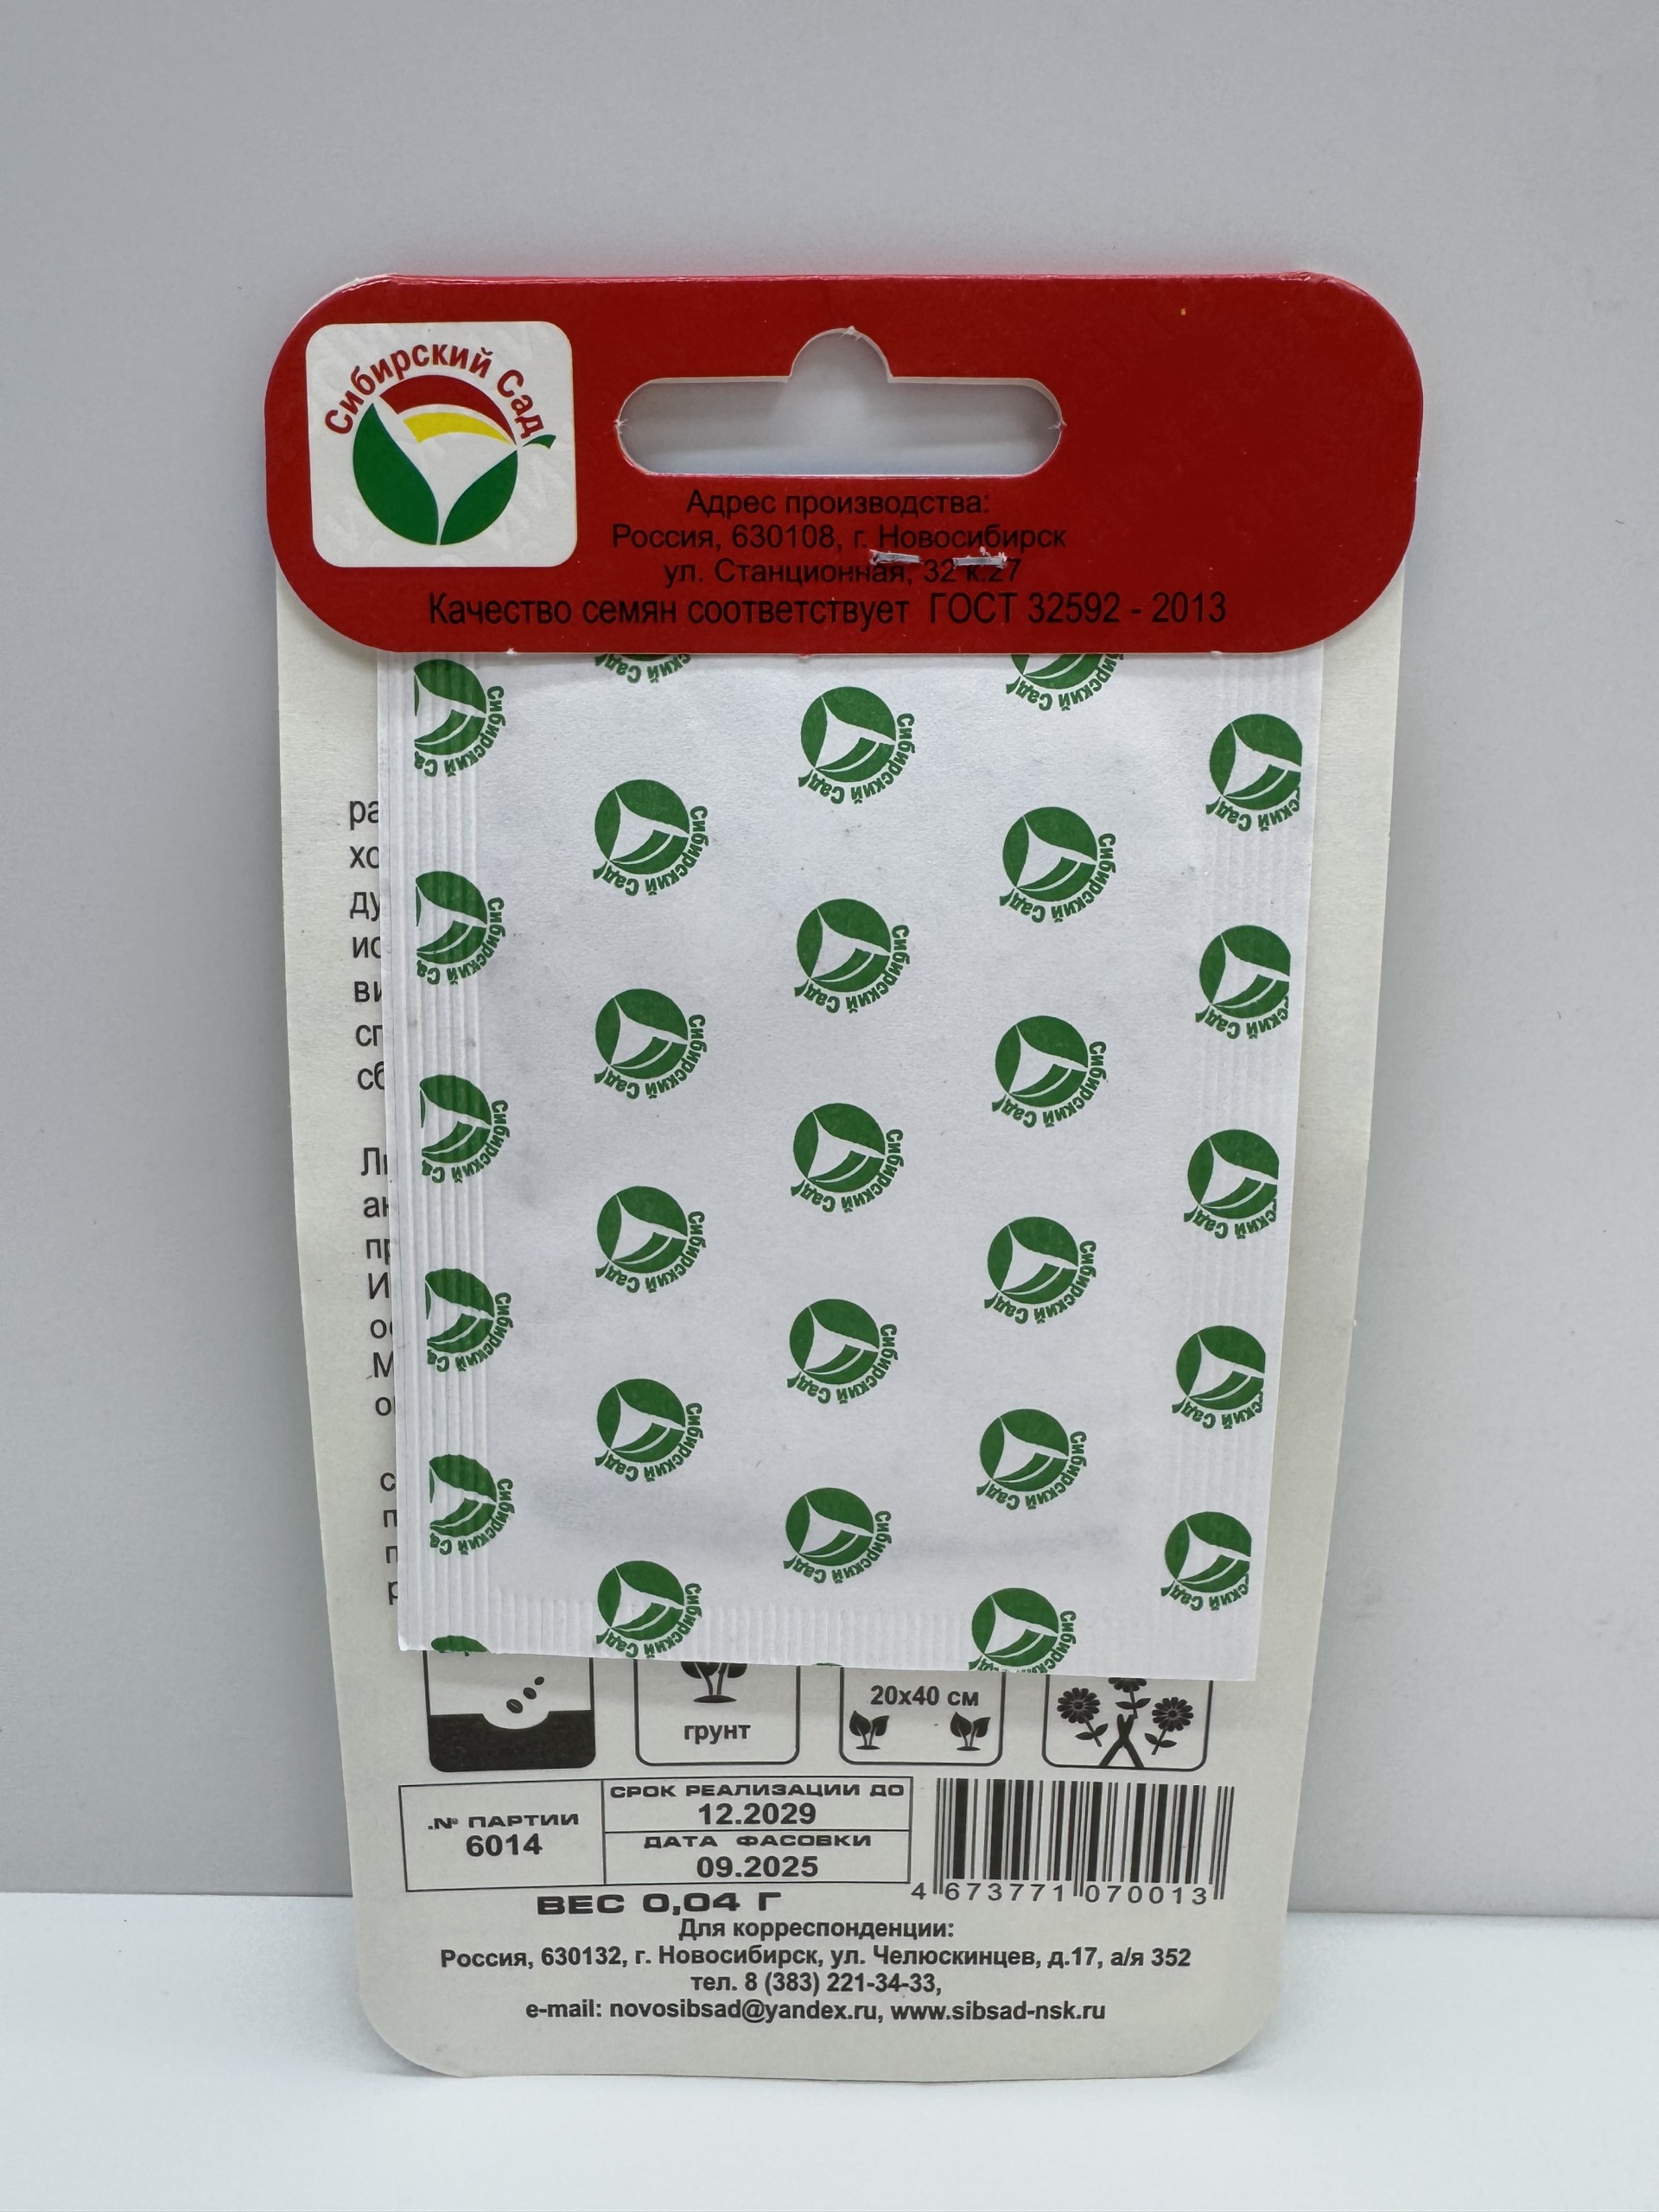 Сибирский Сад
Адрес производства:
Россия, 630108, г. Новосибирск
ул. Станционная, 32 к.27
Качество семян соответствует ГОСТ 32592 - 2013
Сибирский Сад
грунт
20х40 см
№ ПАРТИИ
6014
СРОК РЕАЛИЗАЦИИ ДО
12.2029
ДАТА ФАСОВКИ
09.2025
4 673771 070013
ВЕС 0,04 Г
Для корреспонденции:
Россия, 630132, г. Новосибирск, ул. Челюскинцев, д.17, а/я 352
тел. 8 (383) 221-34-33,
e-mail: novosibsad@yandex.ru, www.sibsad-nsk.ru